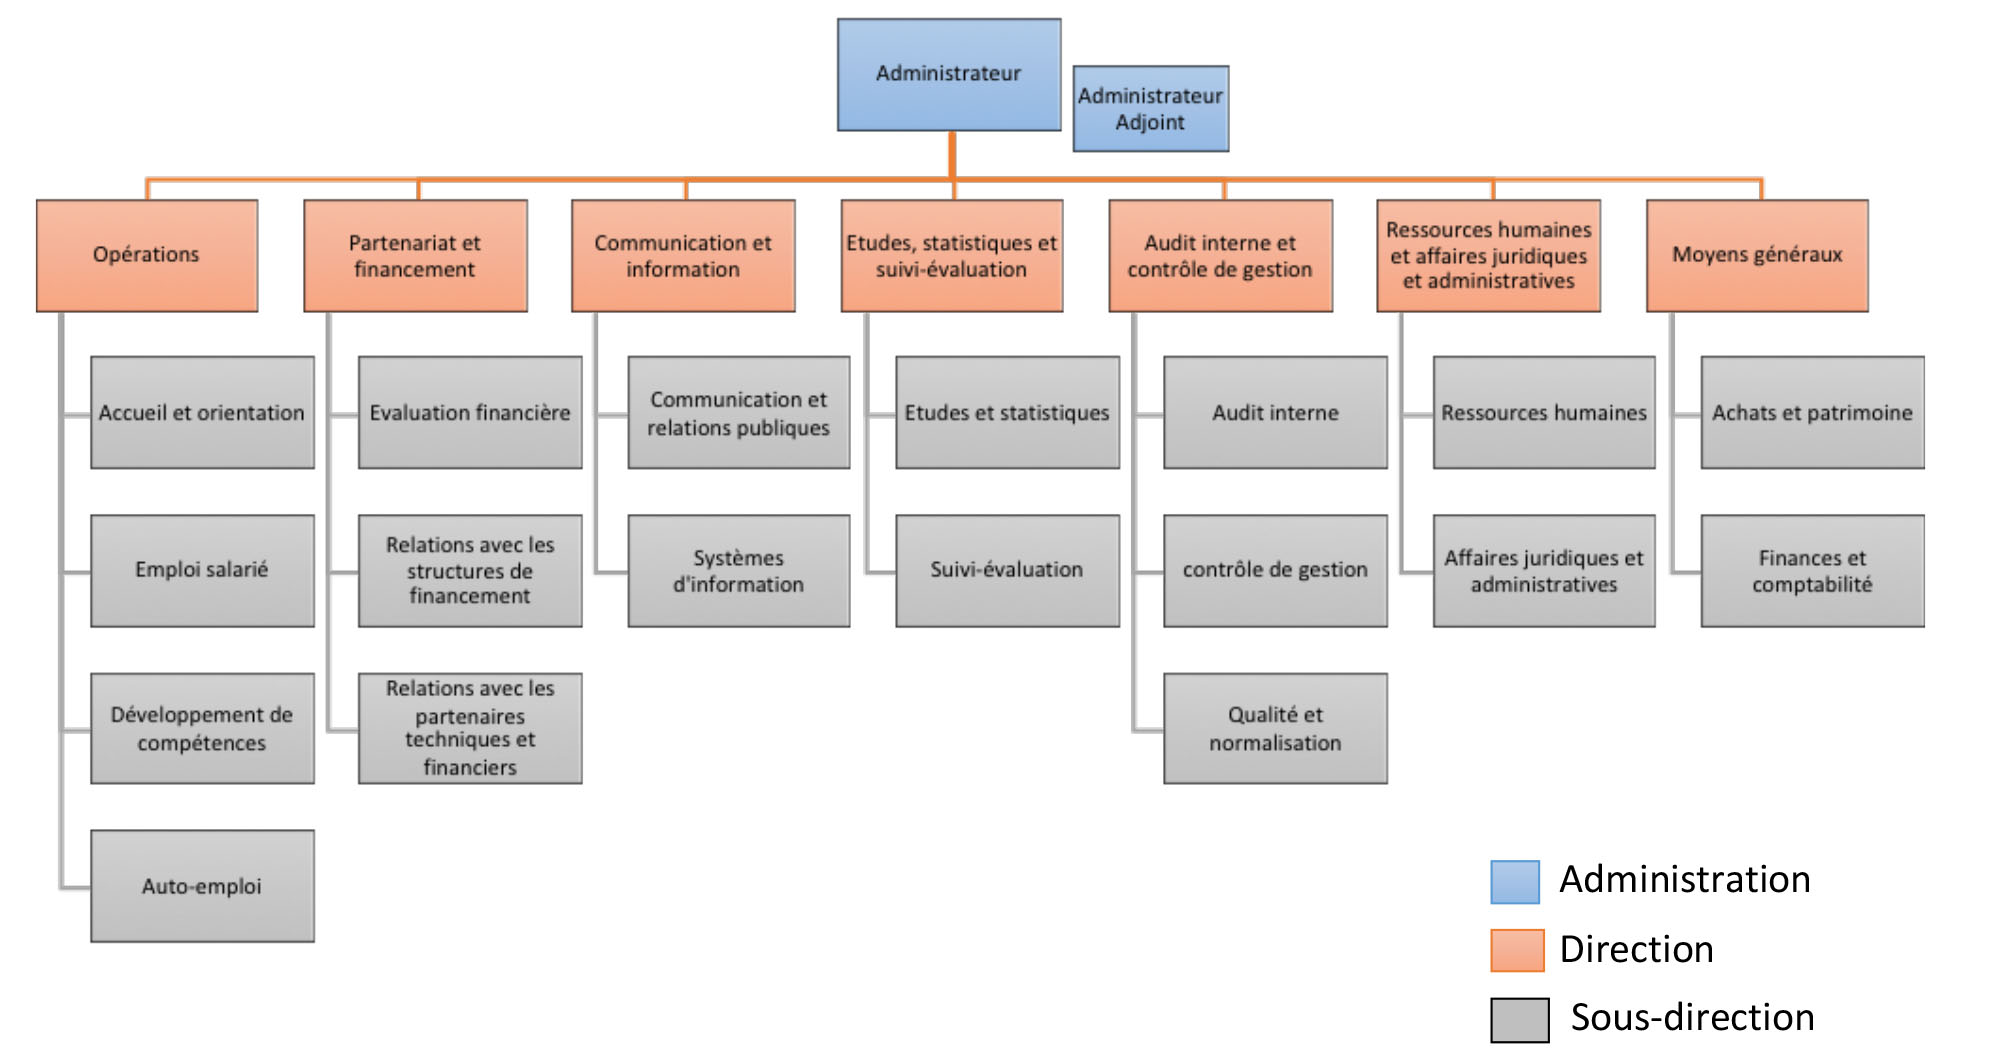 Administrateur
Administrateur
Adjoint
Opérations
Partenariat et
financement
Communication et
information
Etudes, statistiques et
suivi-évaluation
Audit interne et
contrôle de gestion
Ressources humaines
et affaires juridiques
et administratives
Moyens généraux
Accueil et orientation
Evaluation financière
Communication et
relations publiques
Etudes et statistiques
Audit interne
Ressources humaines
Achats et patrimoine
Emploi salarié
Relations avec les
structures de
financement
Systèmes
d'information
Suivi-évaluation
contrôle de gestion
Affaires juridiques et
administratives
Finances et
comptabilité
Développement de
compétences
Relations avec les
partenaires
techniques et
financiers
Qualité et
normalisation
Auto-emploi
Administration
Direction
Sous-direction